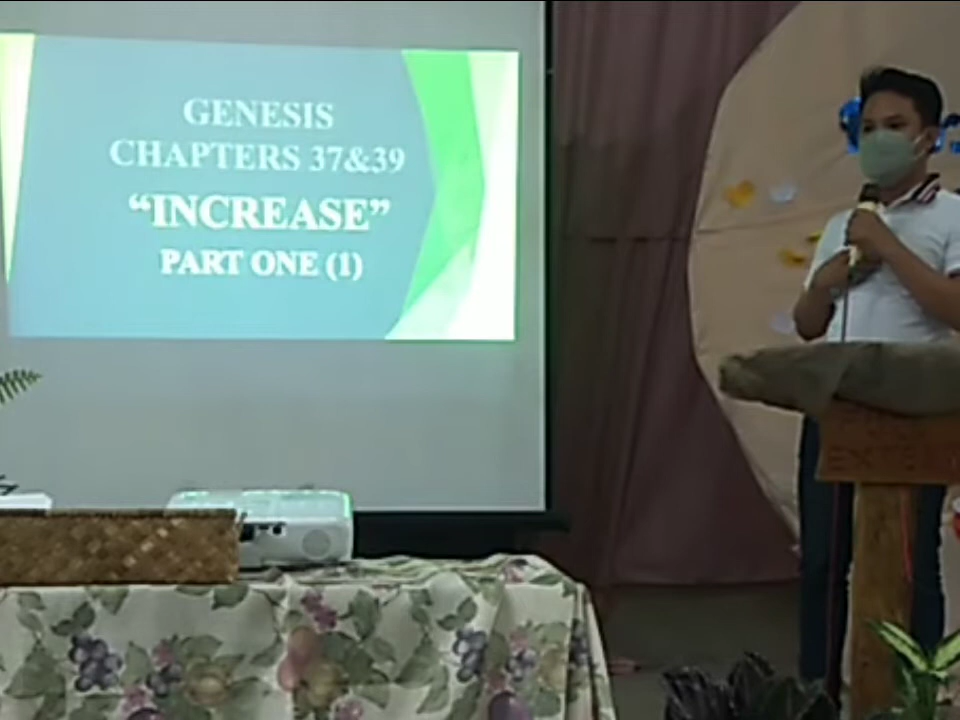 GENESIS
CHAPTERS 37&39
“INCREASE”
PART ONE (1)